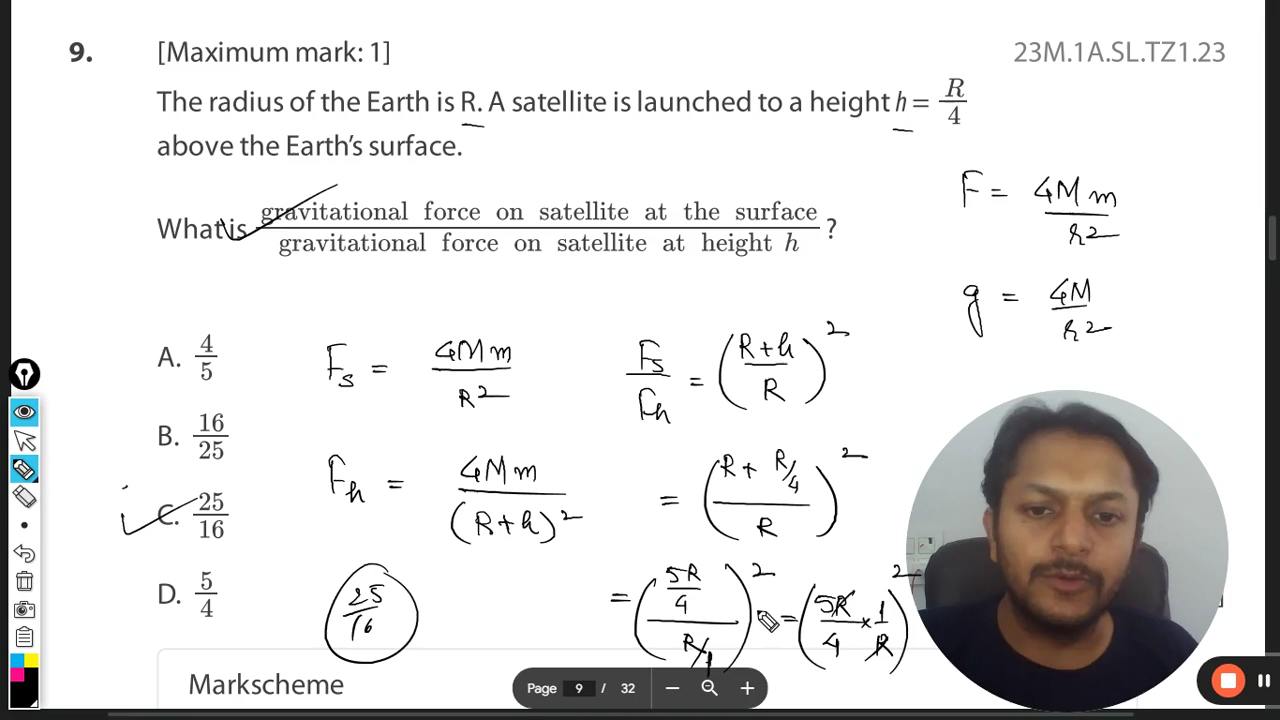 9. [Maximum mark: 1] 23M.1A.SL.TZ1.23
The radius of the Earth is R. A satellite is launched to a height h = R/4
above the Earth's surface.
What is gravitational force on satellite at the surface / gravitational force on satellite at height h ?
F = GMm / r²
g = GM / r²
A. 4/5
B. 16/25
C. 25/16
D. 5/4
Fs = GMm / R²
Fh = GMm / (R+h)²
25/16
Fs/Fh = ((R+h)/R)²
= ((R + R/4)/R)²
= ((5R/4)/(R/1))² = (5R/4 × 1/R)²
Markscheme
Page 9 / 32